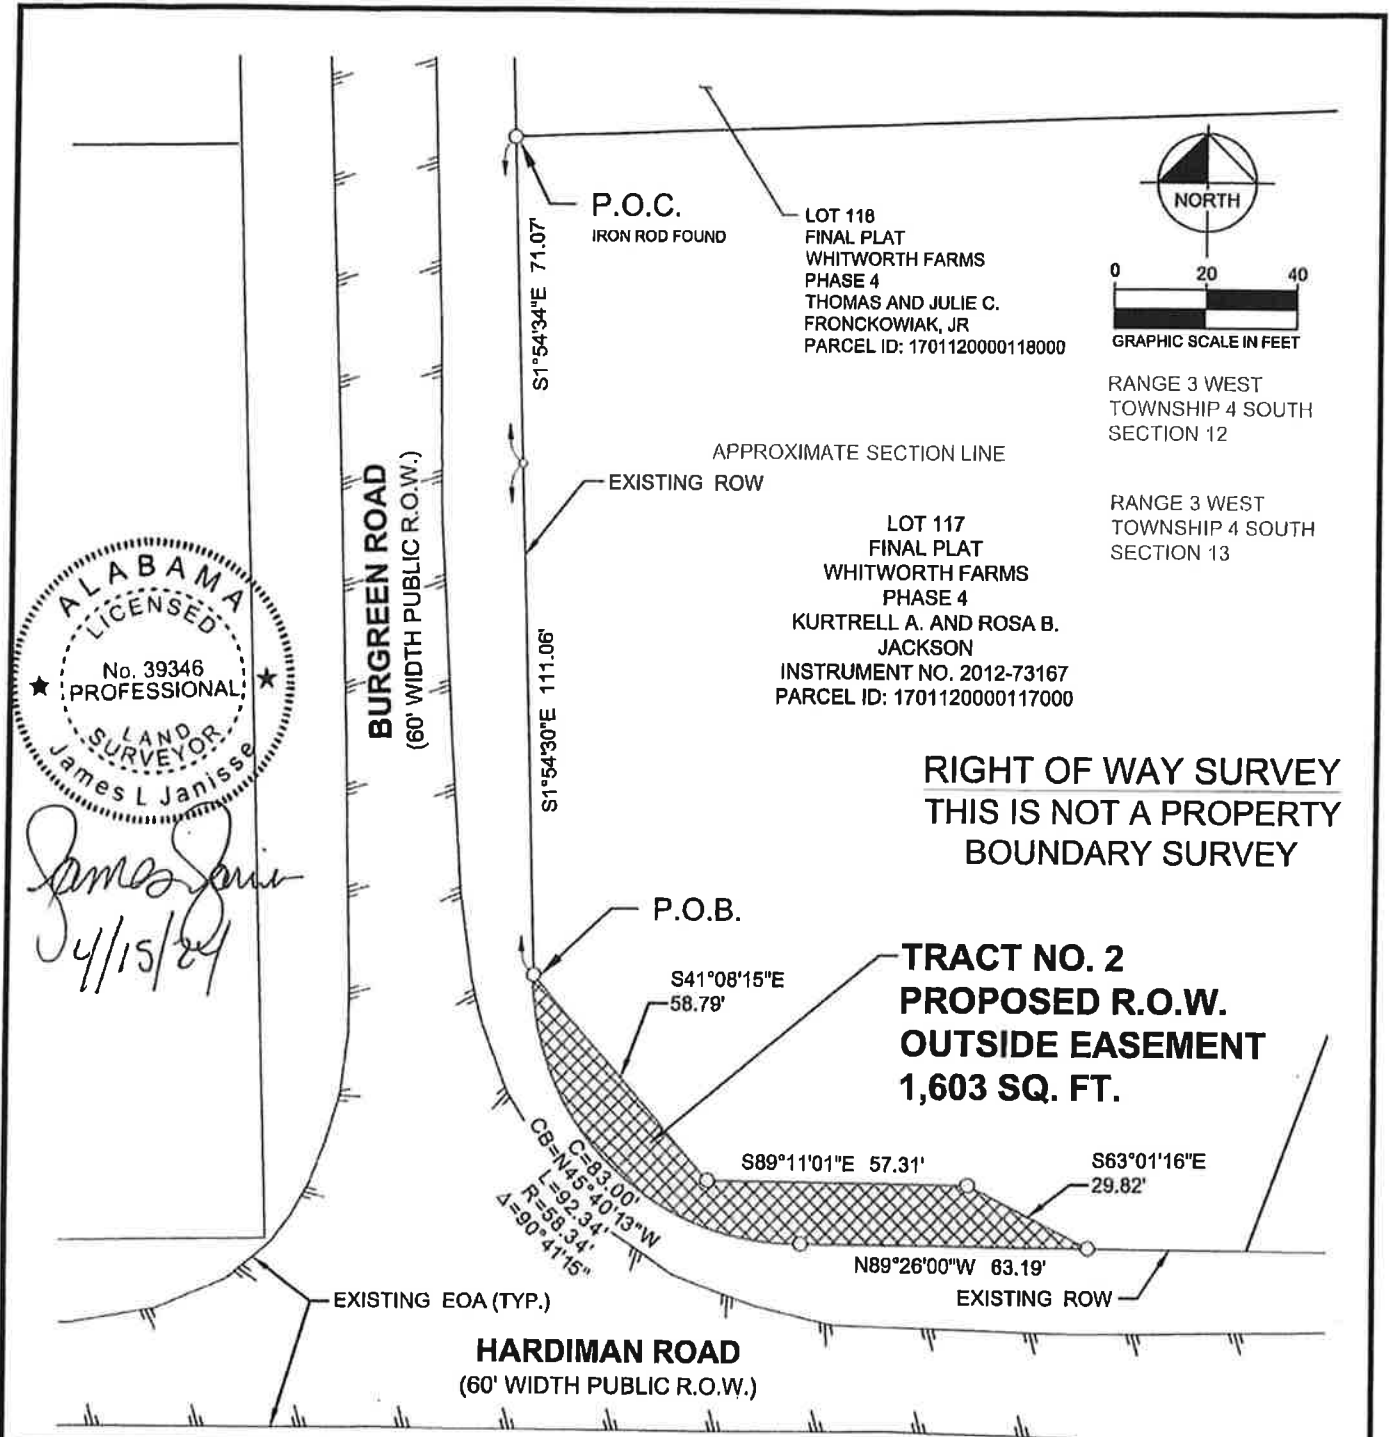 P.O.C.
IRON ROD FOUND
LOT 118
FINAL PLAT
WHITWORTH FARMS
PHASE 4
THOMAS AND JULIE C.
FRONCKOWIAK, JR
PARCEL ID: 1701120000118000
NORTH
0 20 40
GRAPHIC SCALE IN FEET
RANGE 3 WEST
TOWNSHIP 4 SOUTH
SECTION 12
S1°54'34"E 71.07'
APPROXIMATE SECTION LINE
EXISTING ROW
RANGE 3 WEST
TOWNSHIP 4 SOUTH
SECTION 13
LOT 117
FINAL PLAT
WHITWORTH FARMS
PHASE 4
KURTRELL A. AND ROSA B.
JACKSON
INSTRUMENT NO. 2012-73167
PARCEL ID: 1701120000117000
BURGREEN ROAD
(60' WIDTH PUBLIC R.O.W.)
ALABAMA
LICENSED
No. 39346
PROFESSIONAL
LAND
SURVEYOR
James L Janisse
4/15/24
S1°54'30"E 111.06'
RIGHT OF WAY SURVEY
THIS IS NOT A PROPERTY
BOUNDARY SURVEY
P.O.B.
S41°08'15"E
58.79'
TRACT NO. 2
PROPOSED R.O.W.
OUTSIDE EASEMENT
1,603 SQ. FT.
C=83.00'
CB=N45°40'13"W
L=92.34'
R=58.34'
Δ=90°41'15"
S89°11'01"E 57.31'
S63°01'16"E
29.82'
N89°26'00"W 63.19'
EXISTING ROW
EXISTING EOA (TYP.)
HARDIMAN ROAD
(60' WIDTH PUBLIC R.O.W.)